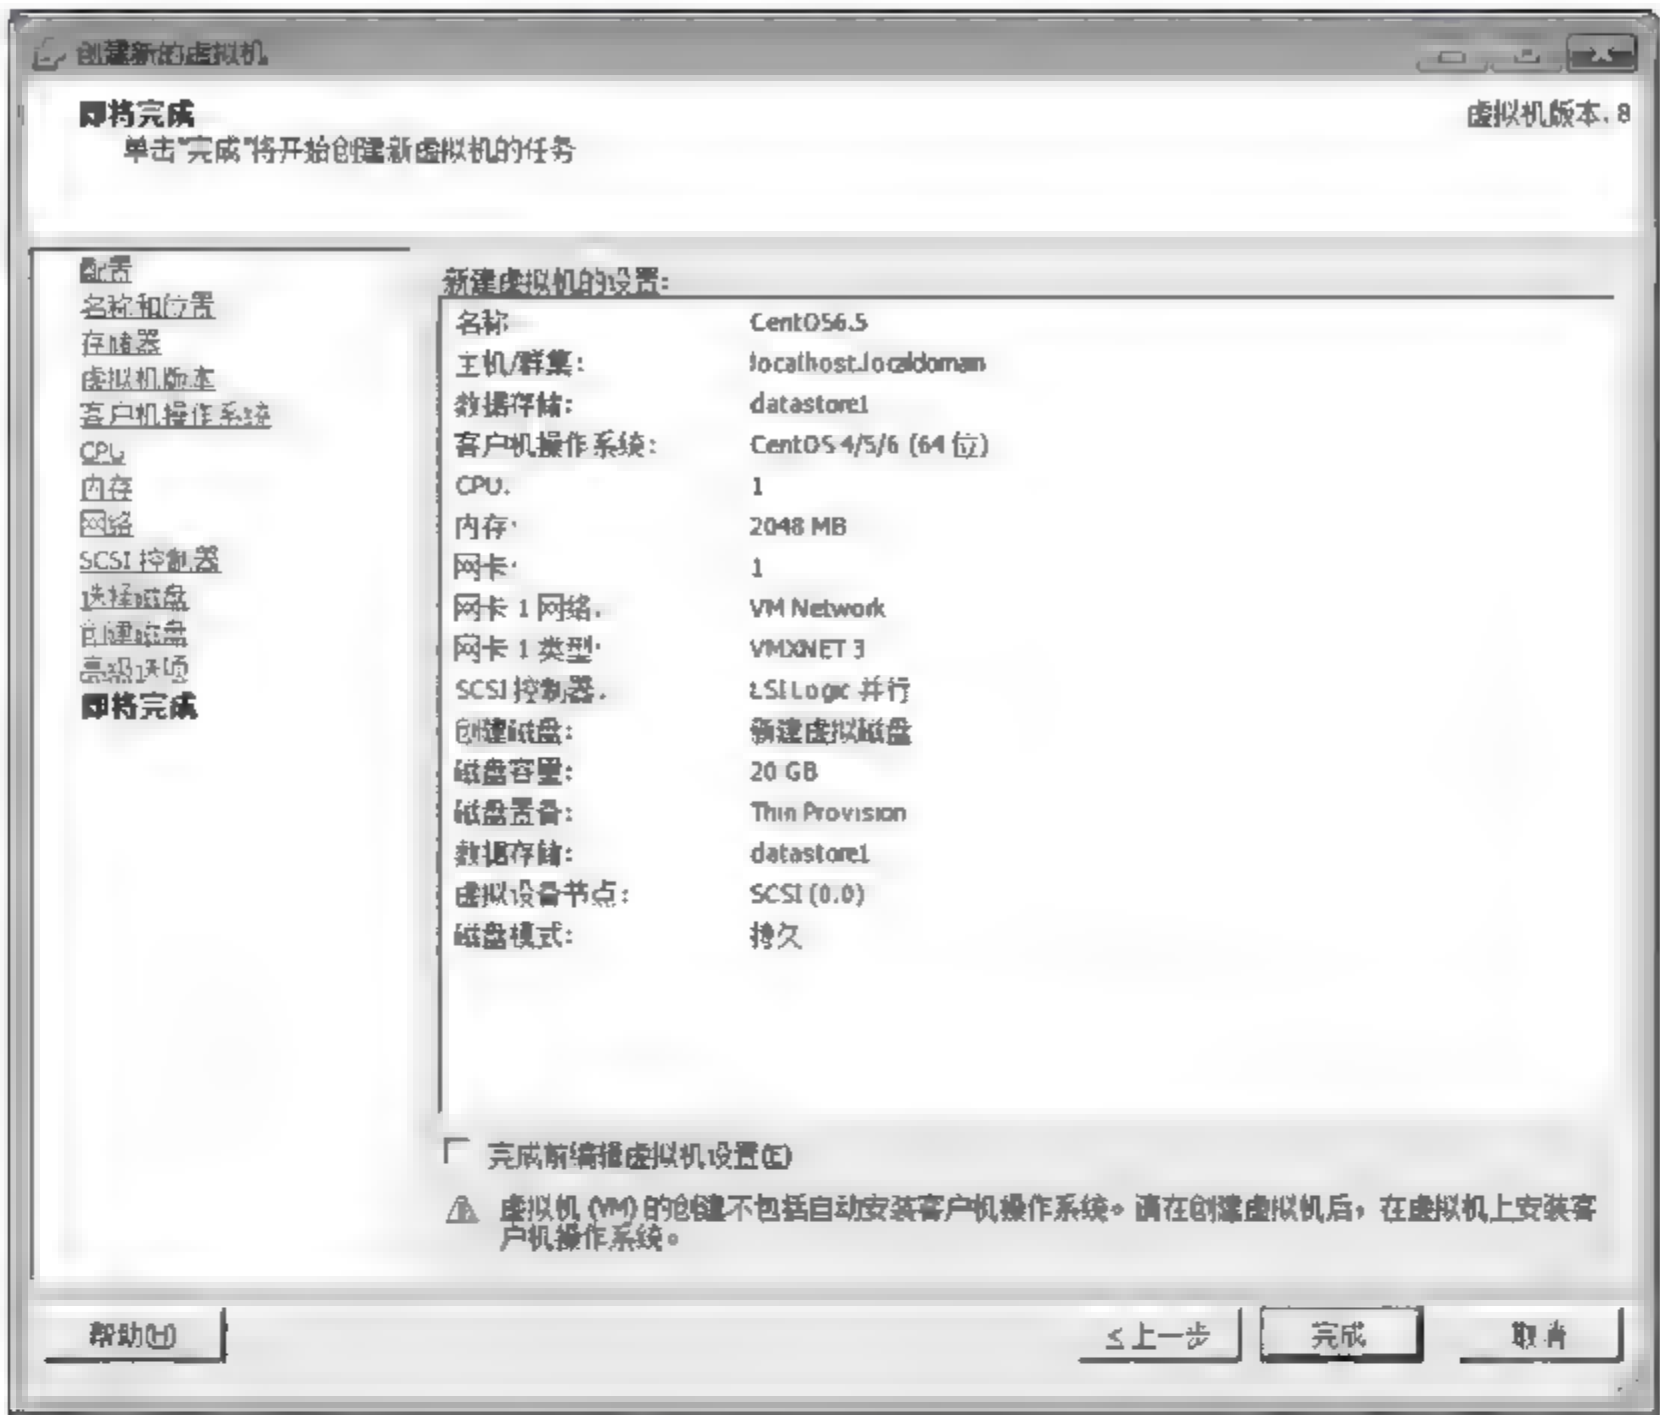 创建新的虚拟机
即将完成
单击"完成"将开始创建新虚拟机的任务
虚拟机版本: 8
配置
名称和位置
存储器
虚拟机版本
客户机操作系统
CPU
内存
网络
SCSI 控制器
选择磁盘
创建磁盘
高级选项
即将完成
新建虚拟机的设置:
名称: CentOS6.5
主机/群集: localhost.localdomain
数据存储: datastore1
客户机操作系统: CentOS 4/5/6 (64 位)
CPU: 1
内存: 2048 MB
网卡: 1
网卡 1 网络: VM Network
网卡 1 类型: VMXNET 3
SCSI 控制器: LSI Logic 并行
创建磁盘: 新建虚拟磁盘
磁盘容量: 20 GB
磁盘置备: Thin Provision
数据存储: datastore1
虚拟设备节点: SCSI (0:0)
磁盘模式: 持久
完成前编辑虚拟机设置(E)
虚拟机 (VM) 的创建不包括自动安装客户机操作系统。请在创建虚拟机后，在虚拟机上安装客
户机操作系统。
帮助(H)
≤上一步 完成 取消